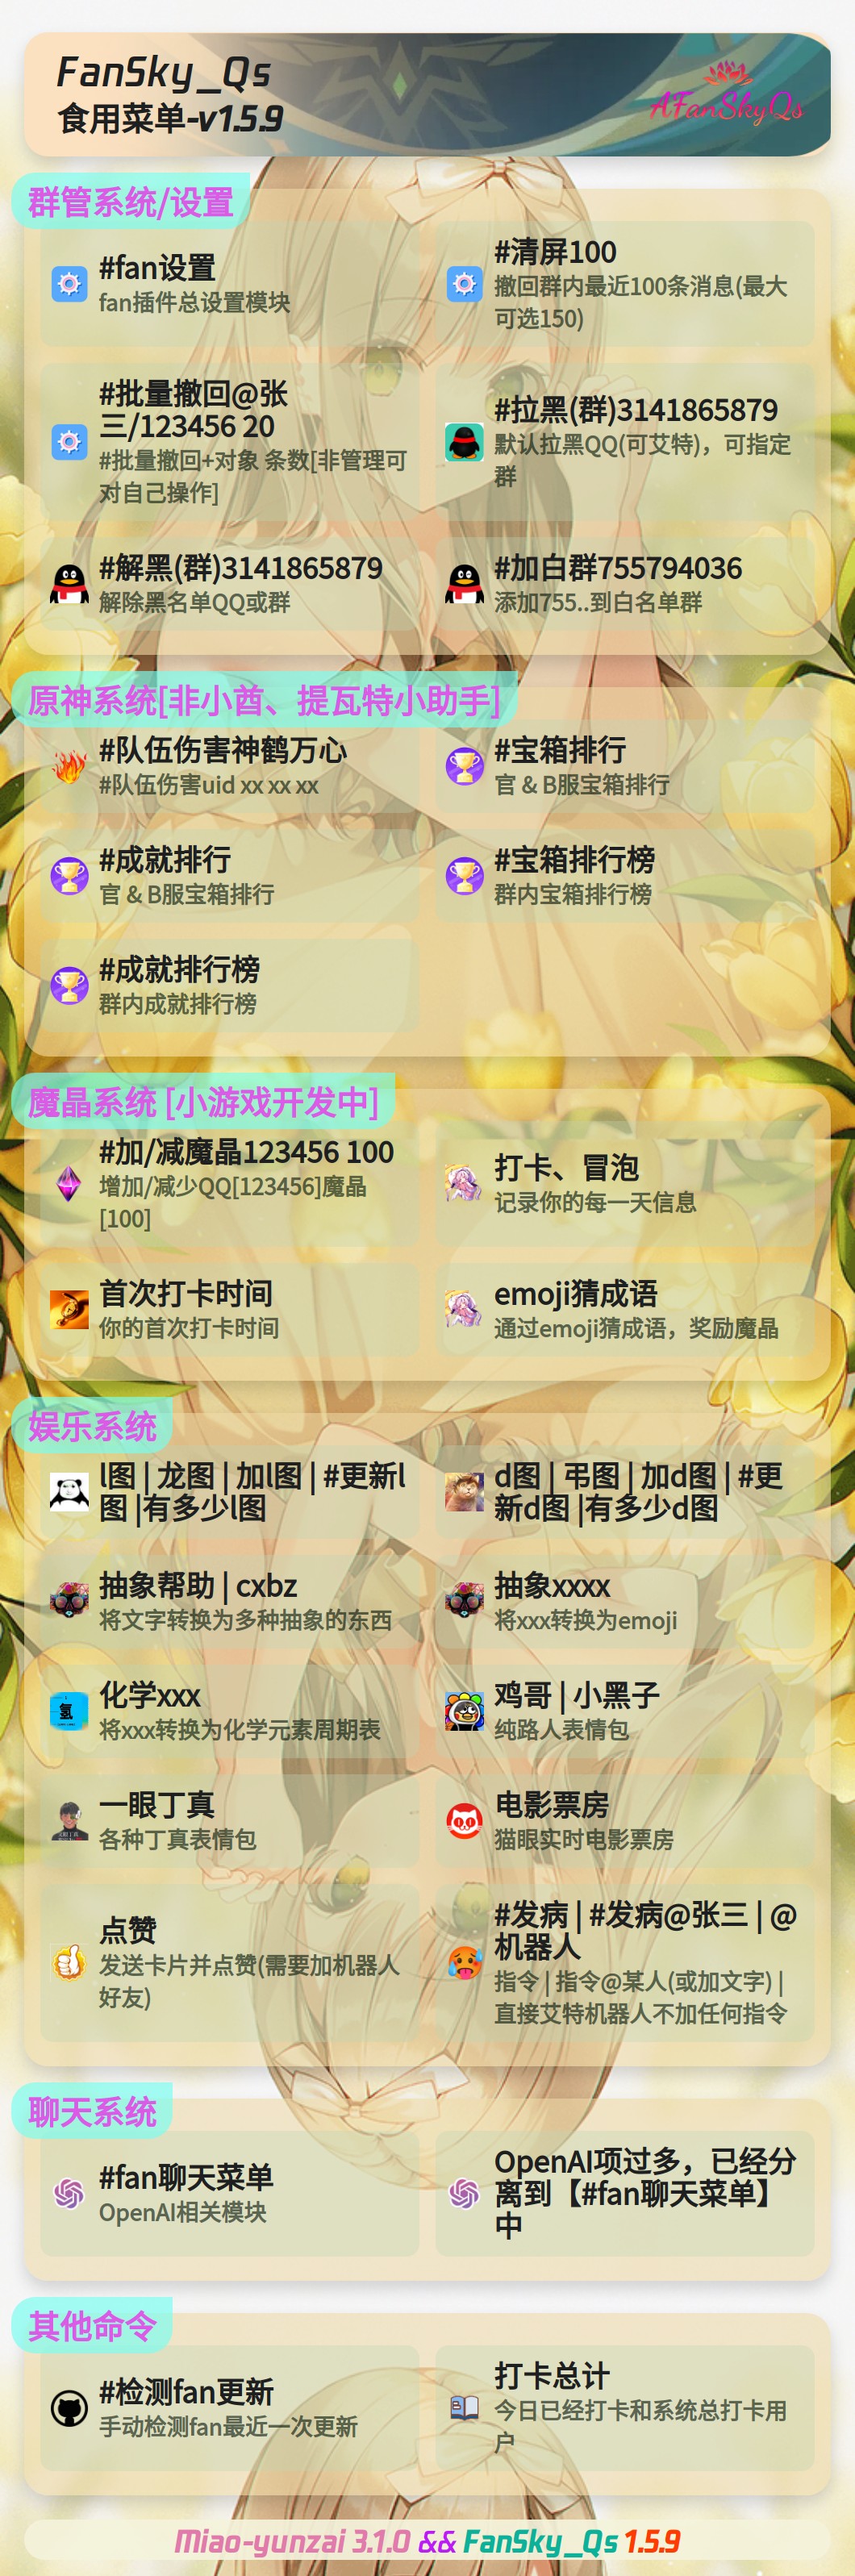 FanSky_Qs
食用菜单-v1.5.9
AFanSkyQs
群管系统/设置
#fan设置
fan插件总设置模块
#清屏100
撤回群内最近100条消息(最大
可选150)
#批量撤回@张
三/123456 20
#批量撤回+对象 条数[非管理可
对自己操作]
#拉黑(群)3141865879
默认拉黑QQ(可艾特)，可指定
群
#解黑(群)3141865879
解除黑名单QQ或群
#加白群755794036
添加755..到白名单群
原神系统[非小酋、提瓦特小助手]
#队伍伤害神鹤万心
#队伍伤害uid xx xx xx
#宝箱排行
官 & B服宝箱排行
#成就排行
官 & B服宝箱排行
#宝箱排行榜
群内宝箱排行榜
#成就排行榜
群内成就排行榜
魔晶系统 [小游戏开发中]
#加/减魔晶123456 100
增加/减少QQ[123456]魔晶
[100]
打卡、冒泡
记录你的每一天信息
首次打卡时间
你的首次打卡时间
emoji猜成语
通过emoji猜成语，奖励魔晶
娱乐系统
l图 | 龙图 | 加l图 | #更新l
图 |有多少l图
d图 | 弔图 | 加d图 | #更
新d图 |有多少d图
抽象帮助 | cxbz
将文字转换为多种抽象的东西
抽象xxxx
将xxx转换为emoji
氢
化学xxx
将xxx转换为化学元素周期表
鸡哥 | 小黑子
纯路人表情包
一眼丁真
各种丁真表情包
电影票房
猫眼实时电影票房
点赞
发送卡片并点赞(需要加机器人
好友)
#发病 | #发病@张三 | @
机器人
指令 | 指令@某人(或加文字) |
直接艾特机器人不加任何指令
聊天系统
#fan聊天菜单
OpenAI相关模块
OpenAI项过多，已经分
离到【#fan聊天菜单】
中
其他命令
#检测fan更新
手动检测fan最近一次更新
打卡总计
今日已经打卡和系统总打卡用
户
Miao-yunzai 3.1.0 && FanSky_Qs 1.5.9